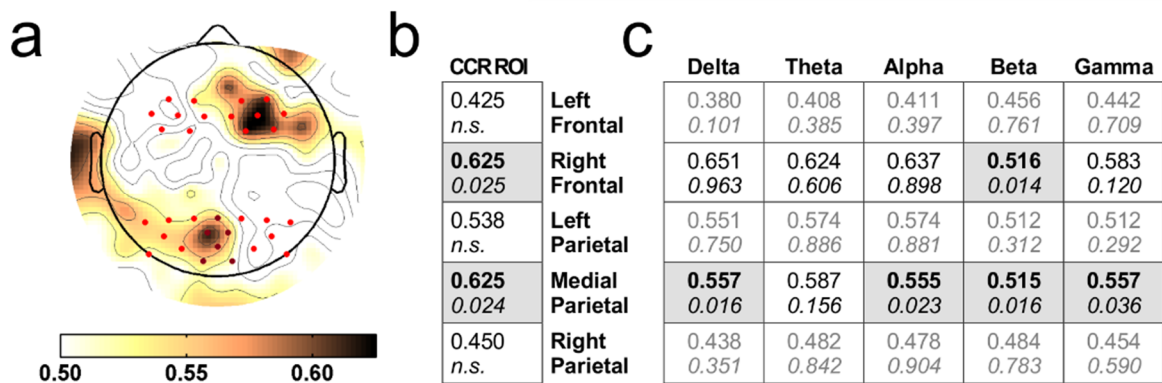 a
0.50 0.55 0.60
b
CCR ROI
0.425
n.s.
0.625
0.025
0.538
n.s.
0.625
0.024
0.450
n.s.
c
Delta Theta Alpha Beta Gamma
Left 0.380 0.408 0.411 0.456 0.442
Frontal 0.101 0.385 0.397 0.761 0.709
Right 0.651 0.624 0.637 0.516 0.583
Frontal 0.963 0.606 0.898 0.014 0.120
Left 0.551 0.574 0.574 0.512 0.512
Parietal 0.750 0.886 0.881 0.312 0.292
Medial 0.557 0.587 0.555 0.515 0.557
Parietal 0.016 0.156 0.023 0.016 0.036
Right 0.438 0.482 0.478 0.484 0.454
Parietal 0.351 0.842 0.904 0.783 0.590